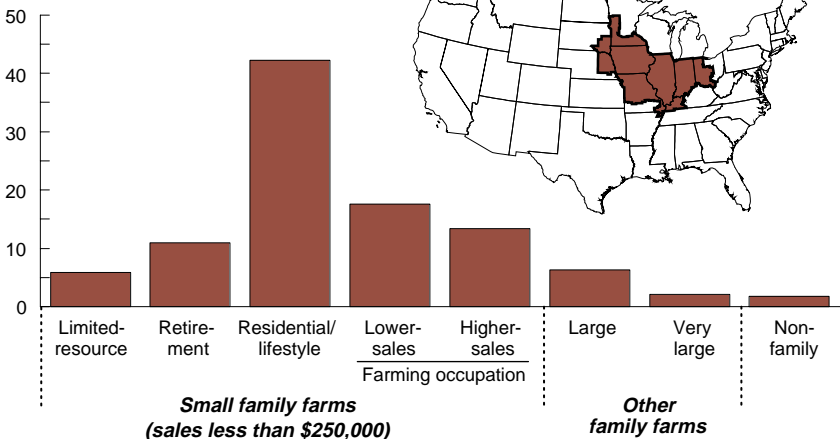 50
40
30
20
10
0
Limited-
resource
Retire-
ment
Residential/
lifestyle
Lower-
sales
Higher-
sales
Farming occupation
Large
Very
large
Non-
family
Small family farms
(sales less than $250,000)
Other
family farms